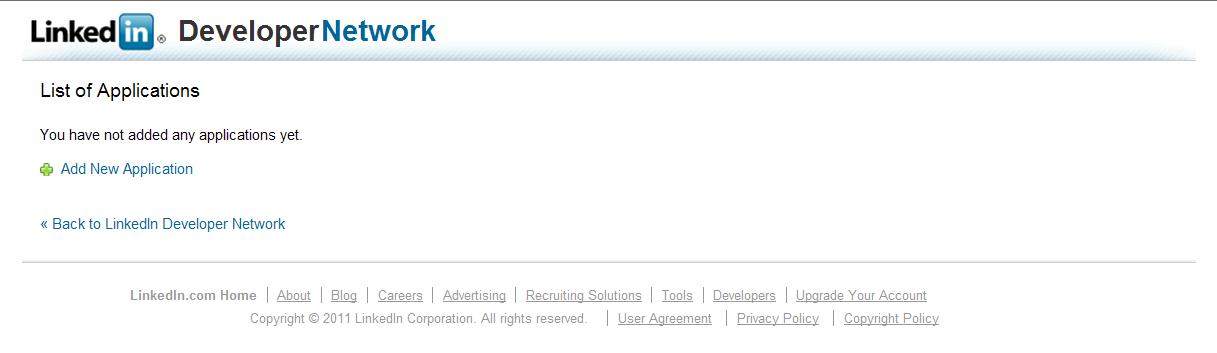 Linked in ® DeveloperNetwork
List of Applications
You have not added any applications yet.
Add New Application
« Back to LinkedIn Developer Network
LinkedIn.com Home | About | Blog | Careers | Advertising | Recruiting Solutions | Tools | Developers | Upgrade Your Account
Copyright © 2011 LinkedIn Corporation. All rights reserved. | User Agreement | Privacy Policy | Copyright Policy